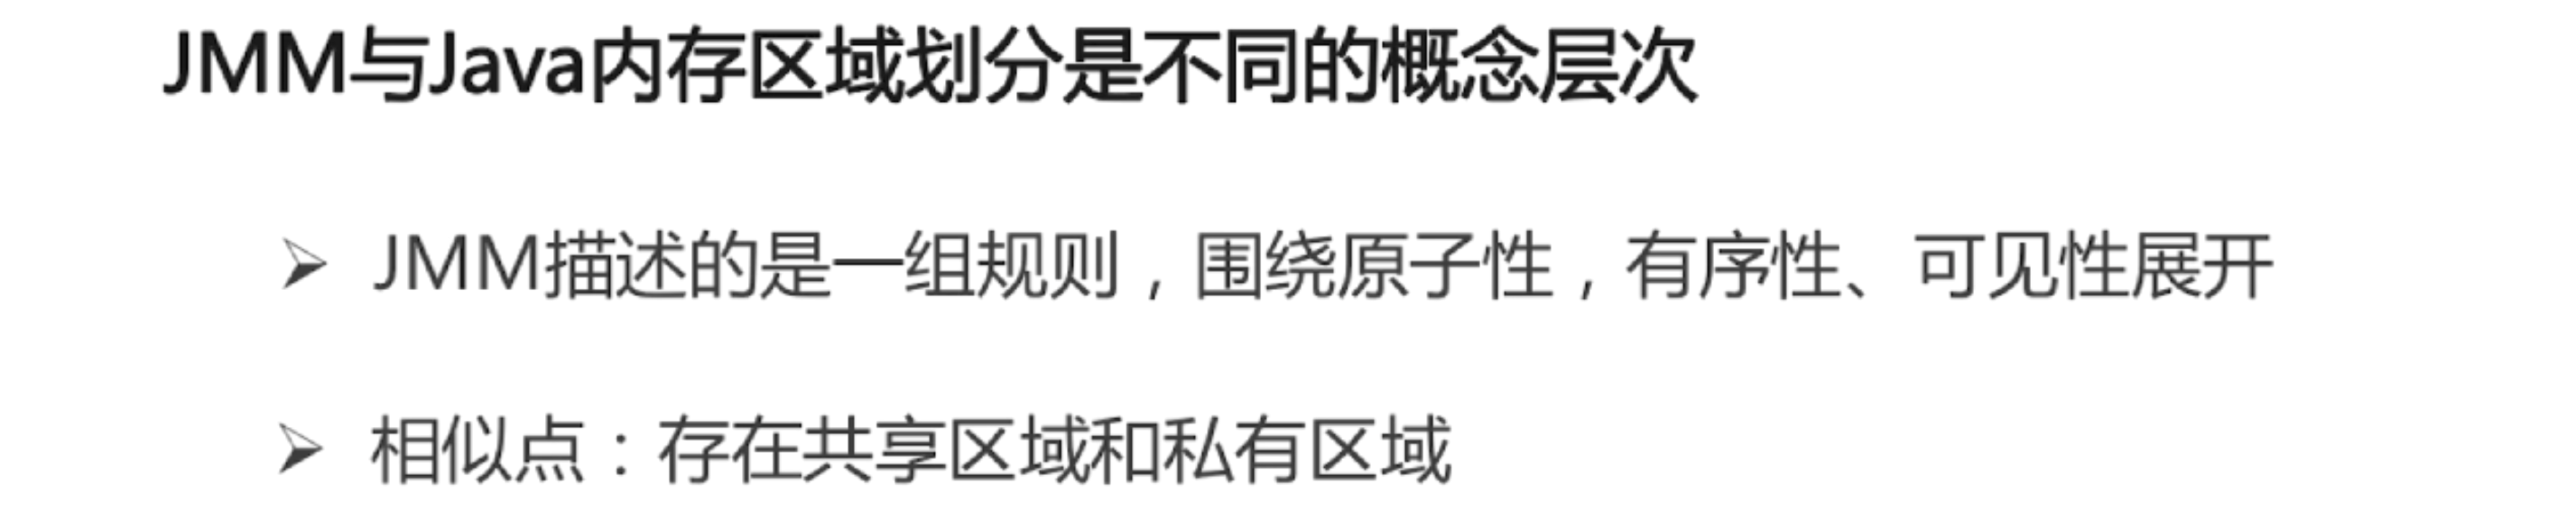 JMM与Java内存区域划分是不同的概念层次
➢ JMM描述的是一组规则，围绕原子性，有序性、可见性展开
➢ 相似点：存在共享区域和私有区域